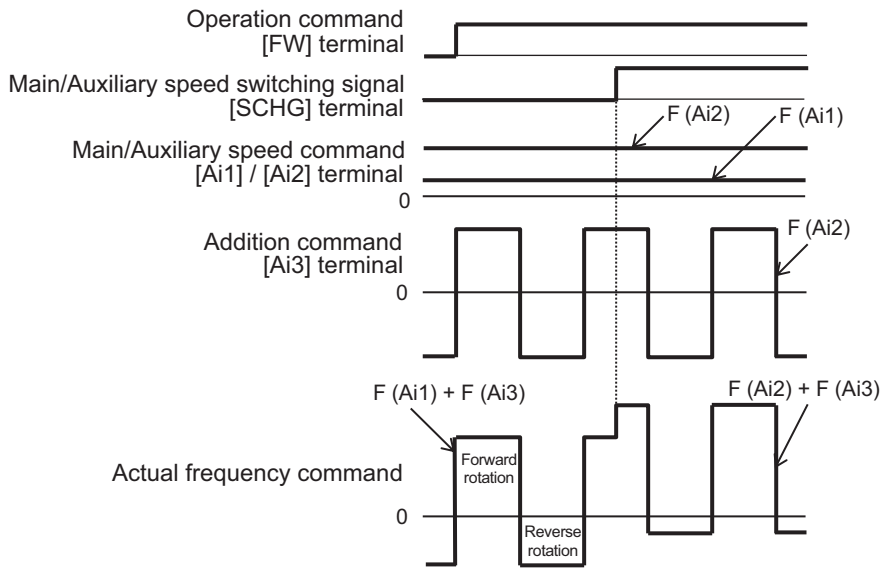 Operation command
[FW] terminal
Main/Auxiliary speed switching signal
[SCHG] terminal
F (Ai2)
F (Ai1)
Main/Auxiliary speed command
[Ai1] / [Ai2] terminal
0
F (Ai2)
Addition command
[Ai3] terminal
0
F (Ai1) + F (Ai3)
F (Ai2) + F (Ai3)
Actual frequency command
Forward
rotation
0
Reverse
rotation